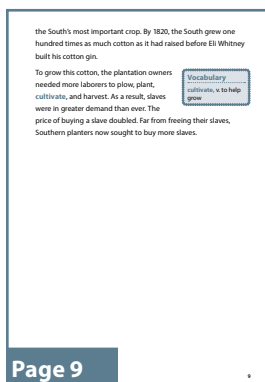 the South's most important crop. By 1820, the South grew one
hundred times as much cotton as it had raised before Eli Whitney
built his cotton gin.
To grow this cotton, the plantation owners
needed more laborers to plow, plant,
cultivate, and harvest. As a result, slaves
were in greater demand than ever. The
price of buying a slave doubled. Far from freeing their slaves,
Southern planters now sought to buy more slaves.
Vocabulary
cultivate, v. to help
grow
Page 9
9